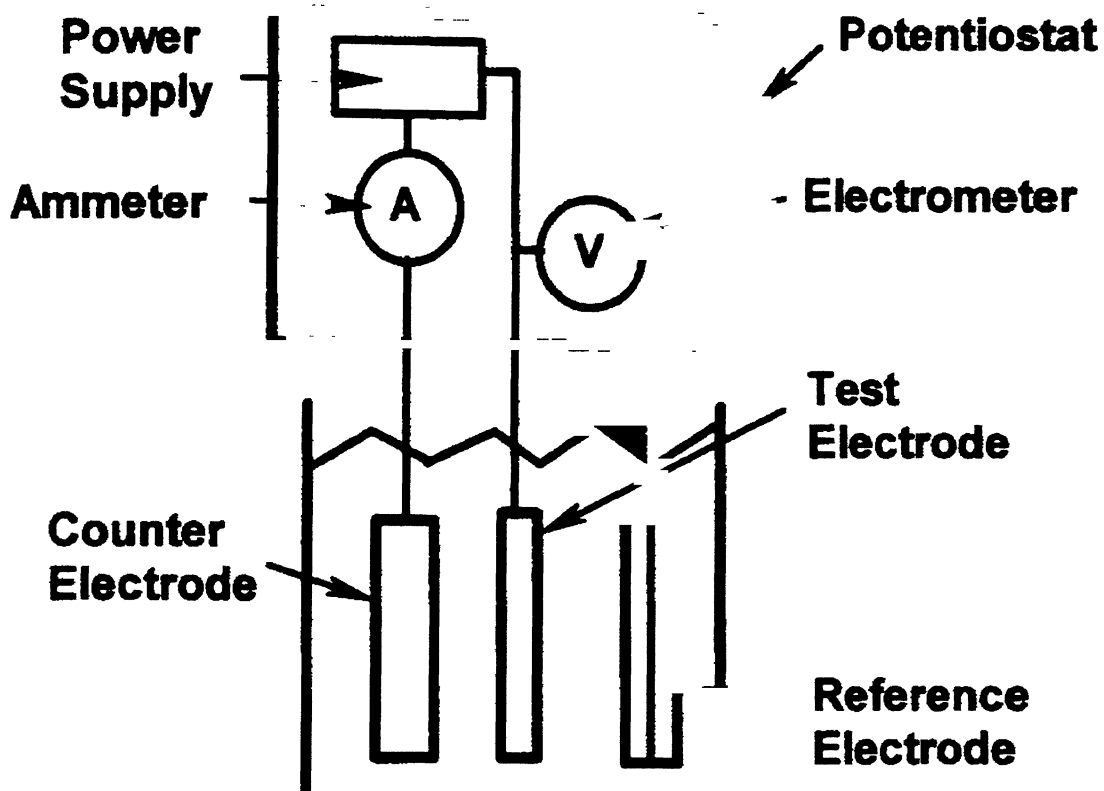 Power
Supply
Potentiostat
Ammeter
A
Electrometer
V
Test
Electrode
Counter
Electrode
Reference
Electrode